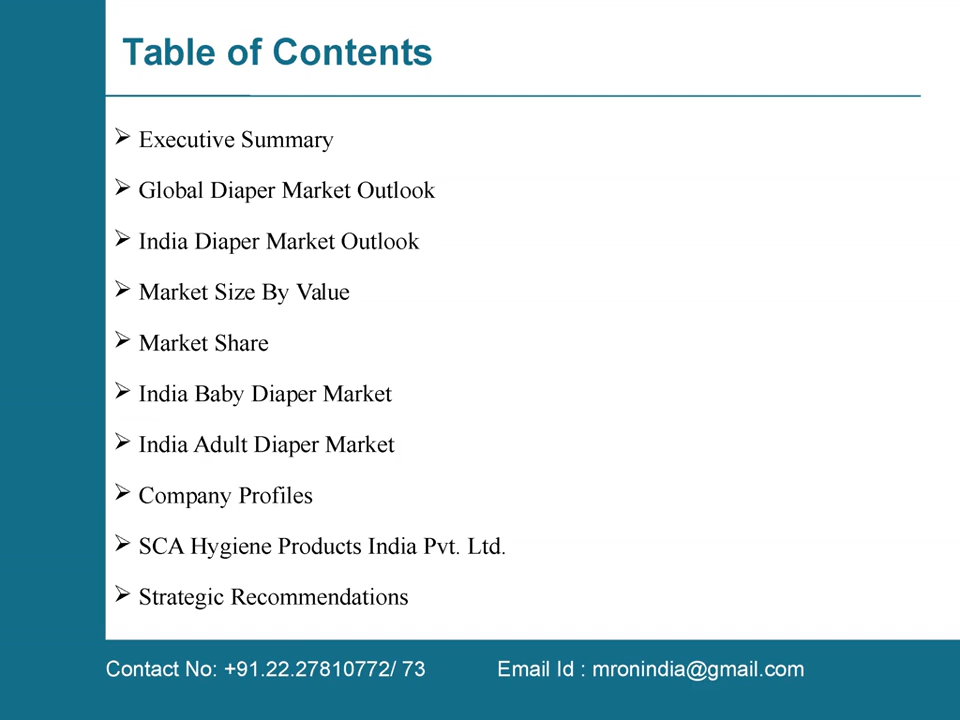 Table of Contents
➢ Executive Summary
➢ Global Diaper Market Outlook
➢ India Diaper Market Outlook
➢ Market Size By Value
➢ Market Share
➢ India Baby Diaper Market
➢ India Adult Diaper Market
➢ Company Profiles
➢ SCA Hygiene Products India Pvt. Ltd.
➢ Strategic Recommendations
Contact No: +91.22.27810772/ 73 Email Id : mronindia@gmail.com